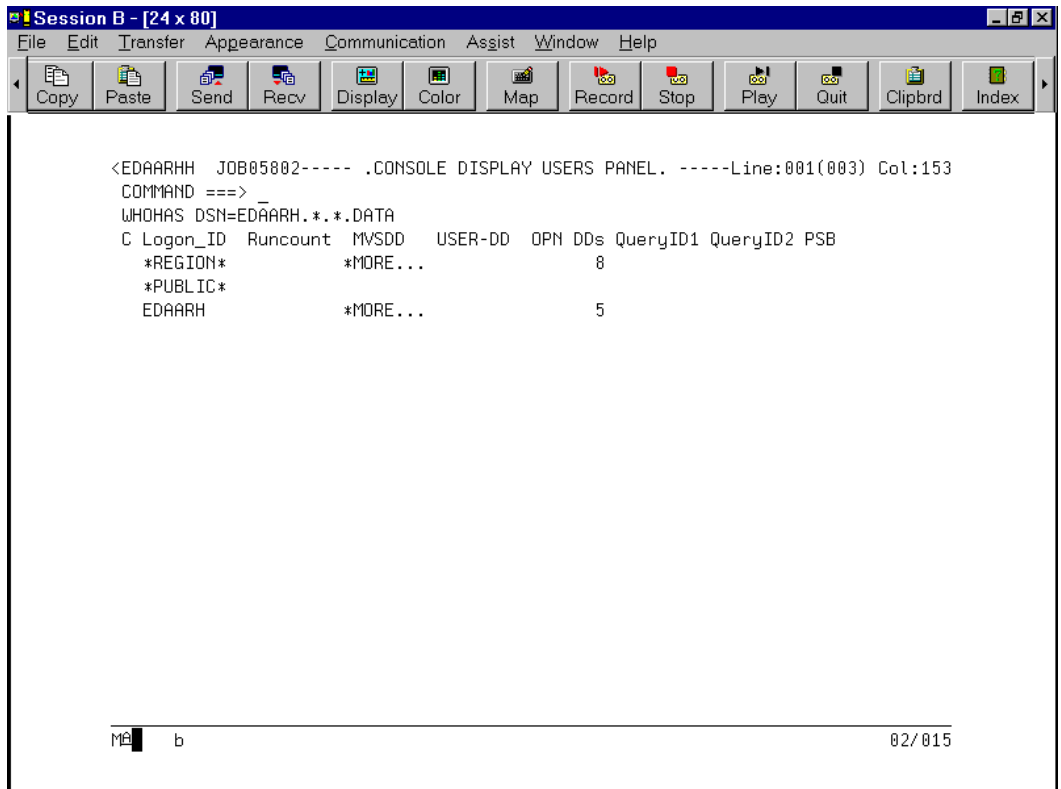 Session B - [24 x 80]
File Edit Transfer Appearance Communication Assist Window Help
Copy Paste Send Recv Display Color Map Record Stop Play Quit Clipbrd Index
<EDAARHH JOB05802----- .CONSOLE DISPLAY USERS PANEL. -----Line:001(003) Col:153
COMMAND ===> _
WHOHAS DSN=EDAARH.*.*.DATA
C Logon_ID Runcount MVSDD USER-DD OPN DDs QueryID1 QueryID2 PSB
*REGION* *MORE... 8
*PUBLIC*
EDAARH *MORE... 5
MA b 02/015